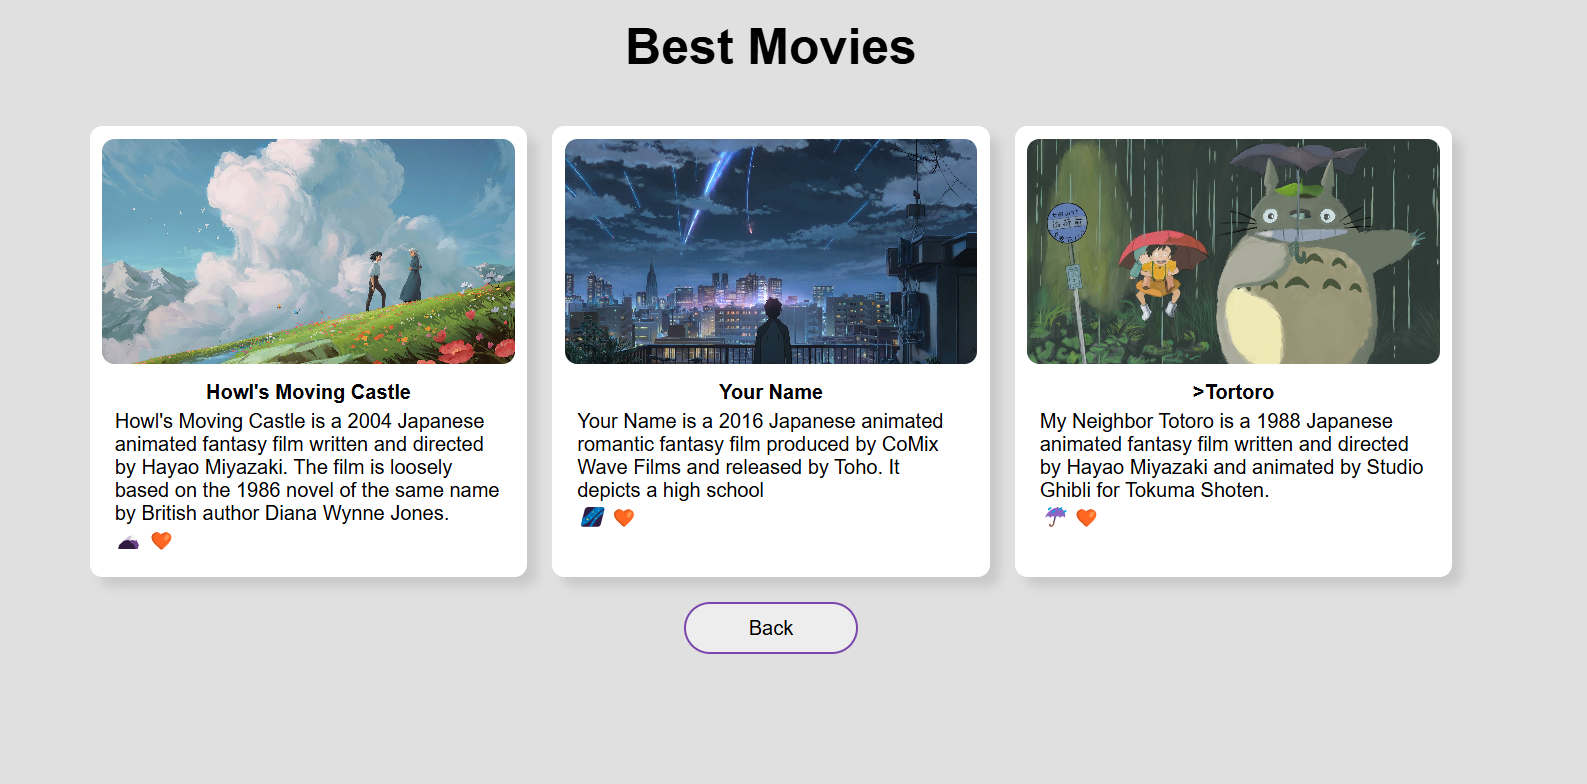 Best Movies
Howl's Moving Castle
Howl's Moving Castle is a 2004 Japanese
animated fantasy film written and directed
by Hayao Miyazaki. The film is loosely
based on the 1986 novel of the same name
by British author Diana Wynne Jones.
Your Name
Your Name is a 2016 Japanese animated
romantic fantasy film produced by CoMix
Wave Films and released by Toho. It
depicts a high school
>Tortoro
My Neighbor Totoro is a 1988 Japanese
animated fantasy film written and directed
by Hayao Miyazaki and animated by Studio
Ghibli for Tokuma Shoten.
Back